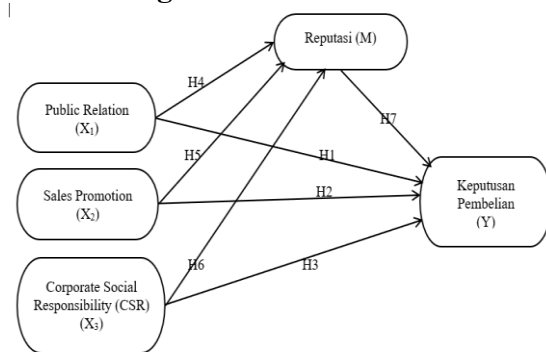 Reputasi (M)
H4
Public Relation
(X₁)
H7
H5
H1
Keputusan
Pembelian
(Y)
Sales Promotion
(X₂)
H2
H6
H3
Corporate Social
Responsibility (CSR)
(X₃)